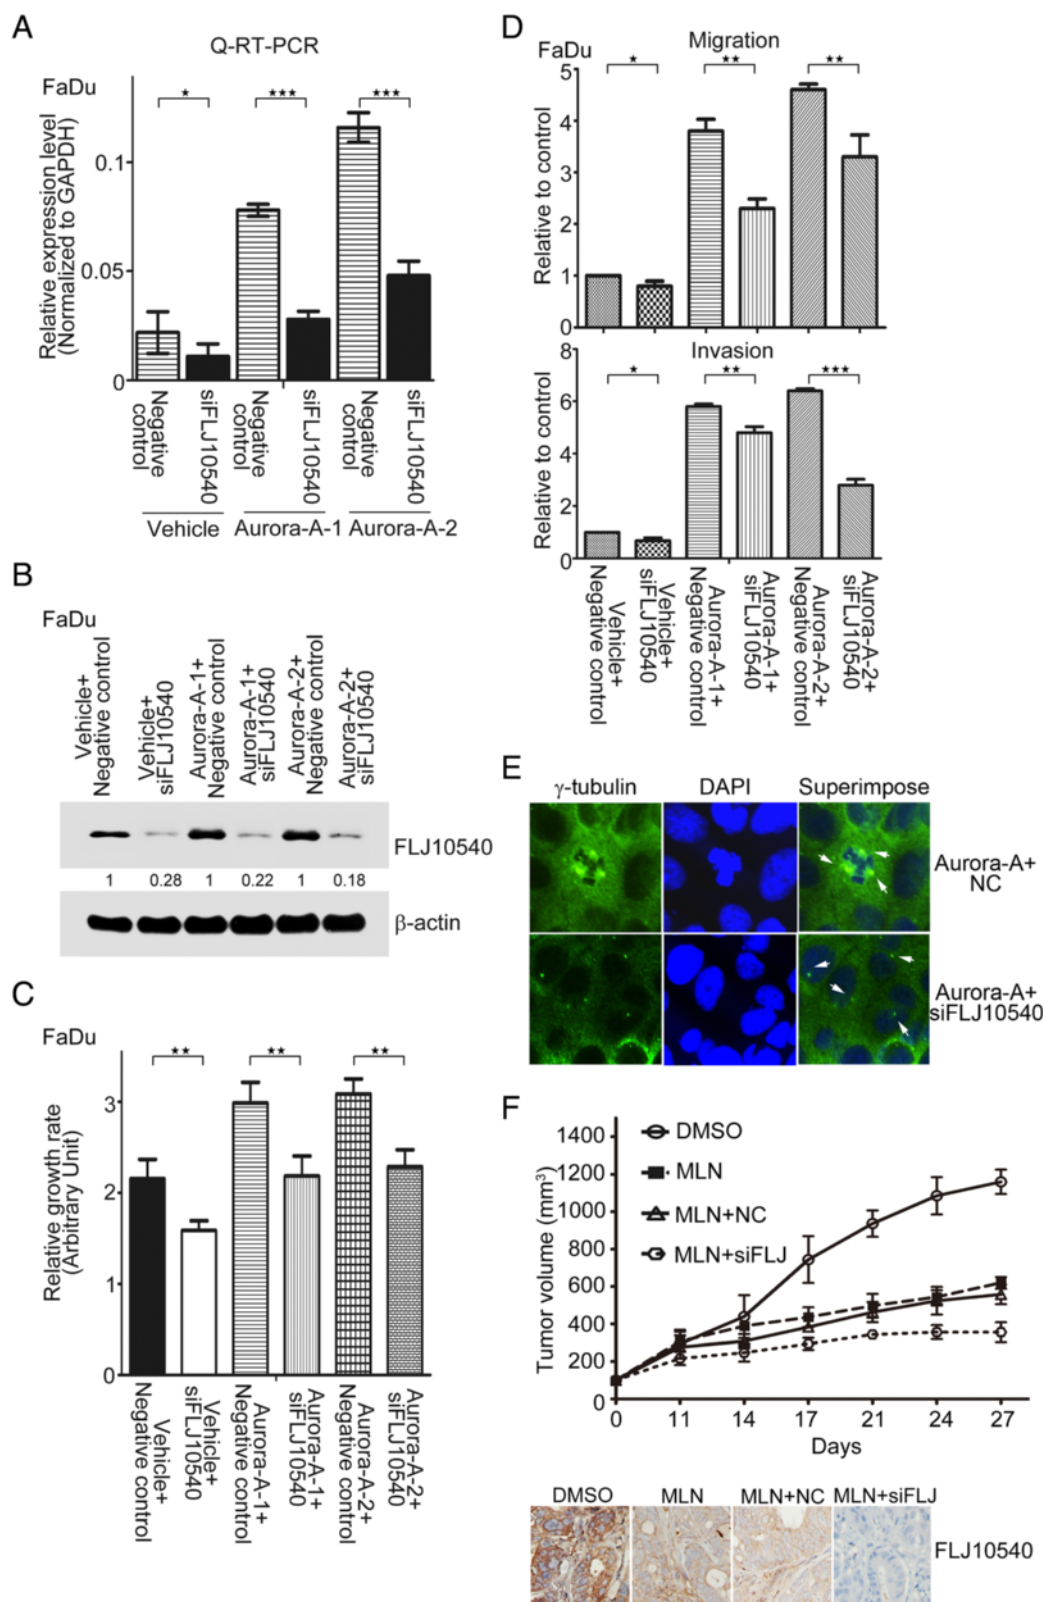 A
Q-RT-PCR
FaDu
Relative expression level
(Normalized to GAPDH)
0.1
0.05
0
★
★★★
★★★
Negative
control
siFLJ10540
Negative
control
siFLJ10540
Negative
control
siFLJ10540
Vehicle
Aurora-A-1
Aurora-A-2
B
FaDu
Vehicle+
Negative control
Vehicle+
siFLJ10540
Aurora-A-1+
Negative control
Aurora-A-1+
siFLJ10540
Aurora-A-2+
Negative control
Aurora-A-2+
siFLJ10540
FLJ10540
1 0.28 1 0.22 1 0.18
β-actin
C
FaDu
Relative growth rate
(Arbitrary Unit)
3
2
1
0
★★
★★
★★
Vehicle+
Negative control
Vehicle+
siFLJ10540
Aurora-A-1+
Negative control
Aurora-A-1+
siFLJ10540
Aurora-A-2+
Negative control
Aurora-A-2+
siFLJ10540
D
FaDu
Migration
Relative to control
5
4
3
2
1
0
★
★★
★★
Invasion
Relative to control
8
6
4
2
0
★
★★
★★★
Vehicle+
Negative control
Vehicle+
siFLJ10540
Aurora-A-1+
Negative control
Aurora-A-1+
siFLJ10540
Aurora-A-2+
Negative control
Aurora-A-2+
siFLJ10540
E
γ-tubulin DAPI Superimpose
Aurora-A+
NC
Aurora-A+
siFLJ10540
F
Tumor volume (nm³)
1400
1200
1000
800
600
400
200
0
DMSO
MLN
MLN+NC
MLN+siFLJ
0 11 14 17 21 24 27
Days
DMSO MLN MLN+NC MLN+siFLJ
FLJ10540